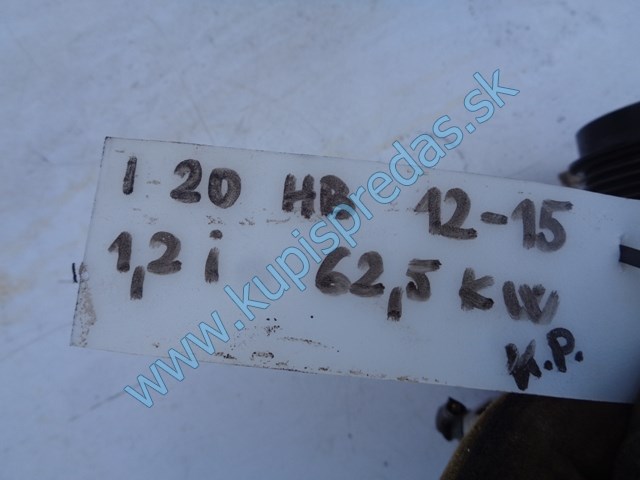 I 20 HB 12-15
1,2 i 62,5 KW
K.P.
www.kupispredas.sk